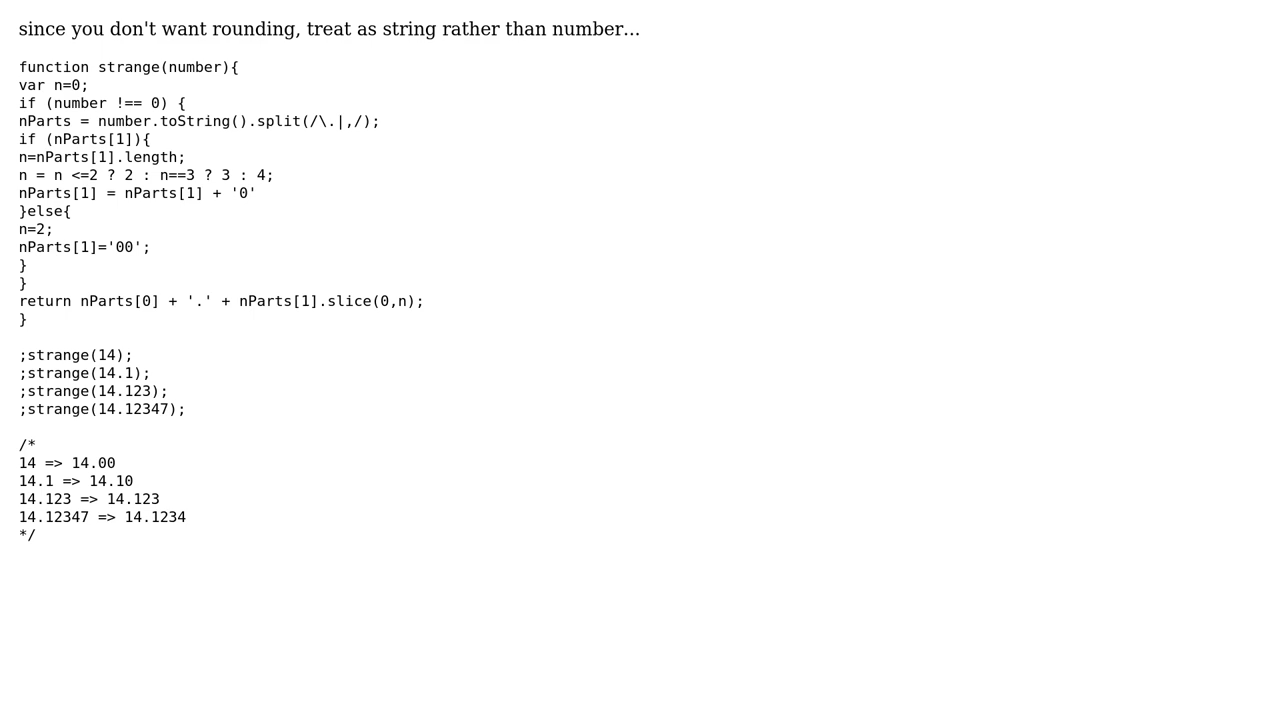 since you don't want rounding, treat as string rather than number...
function strange(number){
var n=0;
if (number !== 0) {
nParts = number.toString().split(/\.|,/);
if (nParts[1]){
n=nParts[1].length;
n = n <=2 ? 2 : n==3 ? 3 : 4;
nParts[1] = nParts[1] + '0'
}else{
n=2;
nParts[1]='00';
}
}
return nParts[0] + '.' + nParts[1].slice(0,n);
}
;strange(14);
;strange(14.1);
;strange(14.123);
;strange(14.12347);
/*
14 => 14.00
14.1 => 14.10
14.123 => 14.123
14.12347 => 14.1234
*/